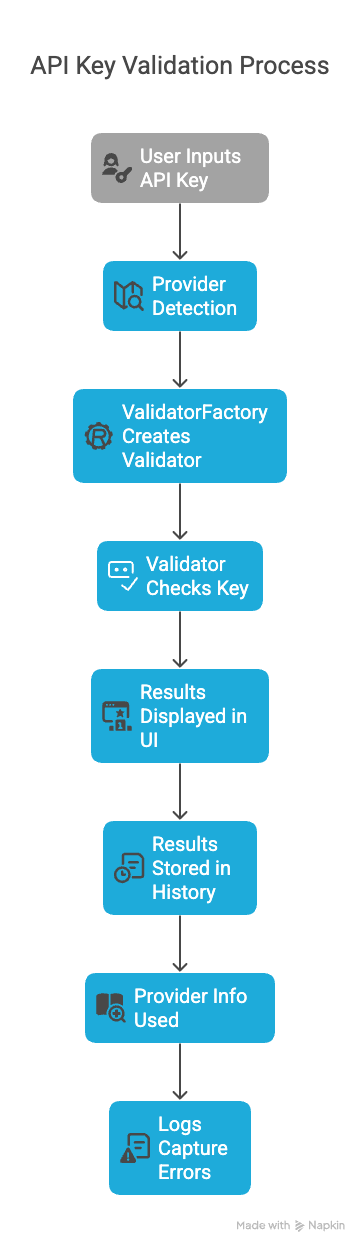 API Key Validation Process
User Inputs
API Key
Provider
Detection
ValidatorFactory
Creates
Validator
Validator
Checks Key
Results
Displayed in
UI
Results
Stored in
History
Provider Info
Used
Logs
Capture
Errors
Made with Napkin